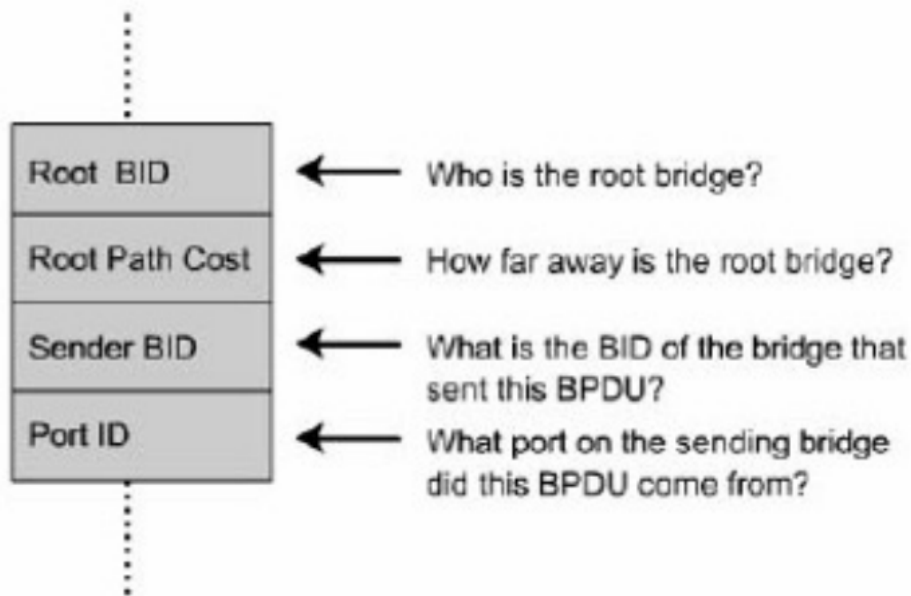 Root BID
Who is the root bridge?
Root Path Cost
How far away is the root bridge?
Sender BID
What is the BID of the bridge that
sent this BPDU?
Port ID
What port on the sending bridge
did this BPDU come from?